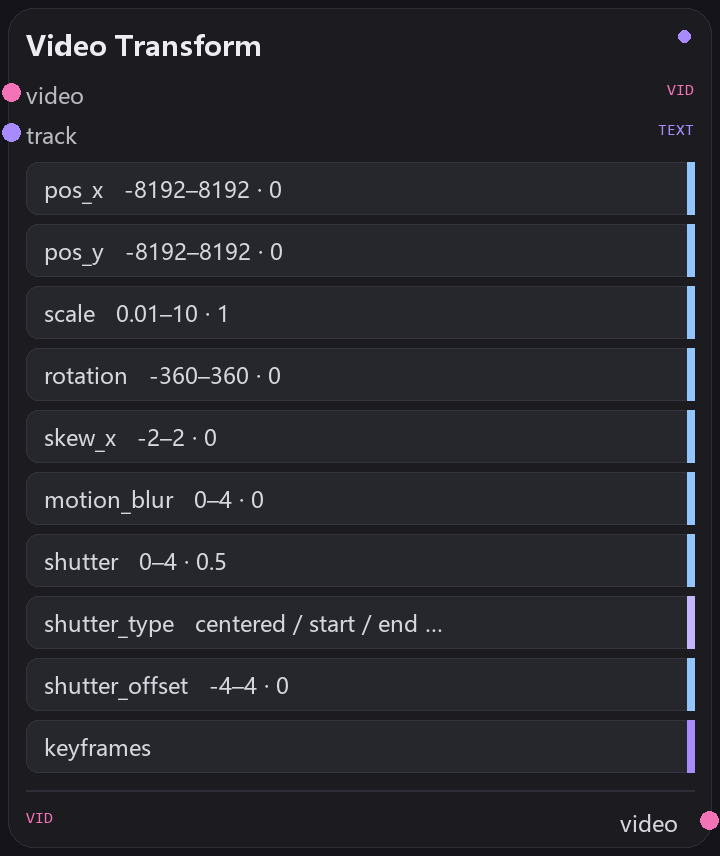 Video Transform
video VID
track TEXT
pos_x -8192–8192 · 0
pos_y -8192–8192 · 0
scale 0.01–10 · 1
rotation -360–360 · 0
skew_x -2–2 · 0
motion_blur 0–4 · 0
shutter 0–4 · 0.5
shutter_type centered / start / end ...
shutter_offset -4–4 · 0
keyframes
VID video